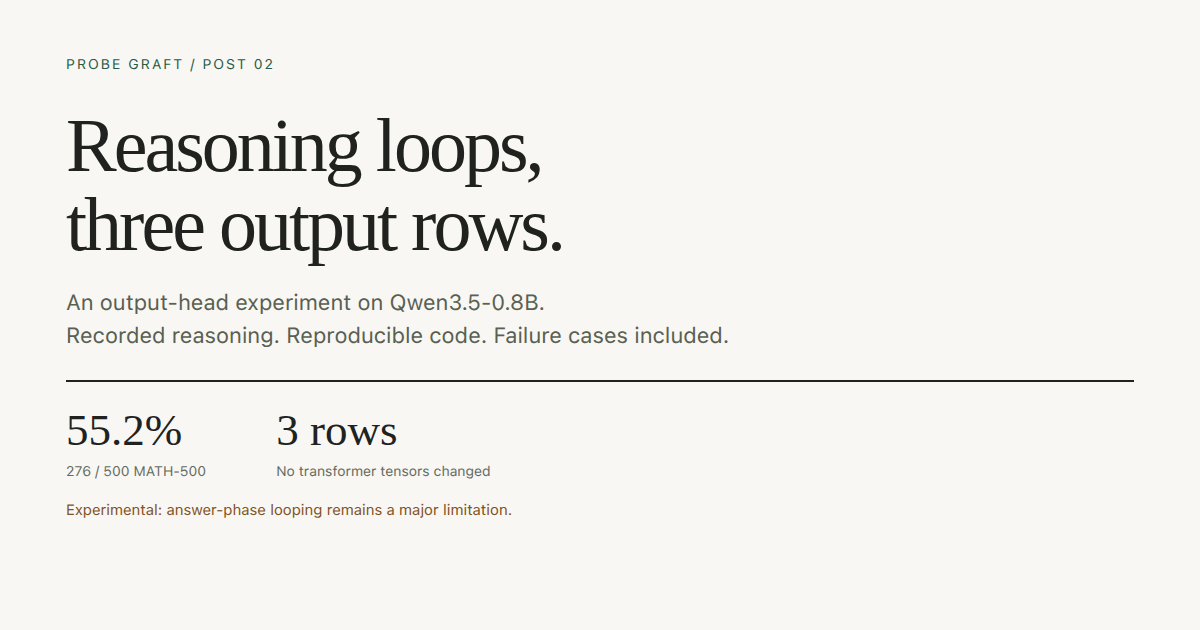 PROBE GRAFT / POST 02
Reasoning loops,
three output rows.
An output-head experiment on Qwen3.5-0.8B.
Recorded reasoning. Reproducible code. Failure cases included.
55.2%
276 / 500 MATH-500
3 rows
No transformer tensors changed
Experimental: answer-phase looping remains a major limitation.